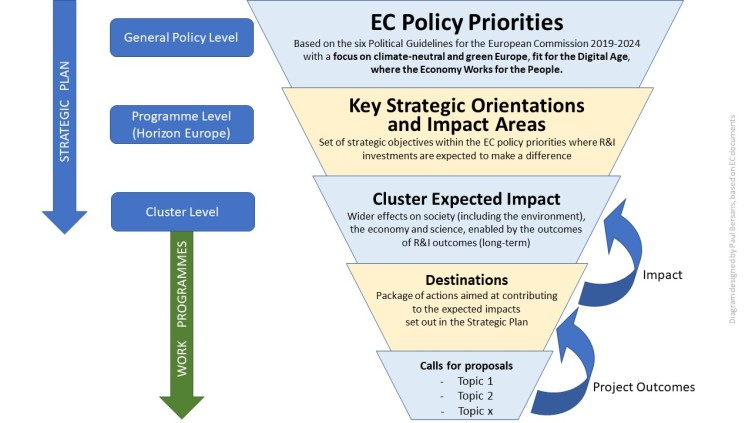 EC Policy Priorities
General Policy Level
Based on the six Political Guidelines for the European Commission 2019-2024
with a focus on climate-neutral and green Europe, fit for the Digital Age,
where the Economy Works for the People.
STRATEGIC PLAN
Programme Level
(Horizon Europe)
Key Strategic Orientations
and Impact Areas
Set of strategic objectives within the EC policy priorities where R&I
investments are expected to make a difference
Cluster Level
Cluster Expected Impact
Wider effects on society (including the environment),
the economy and science, enabled by the outcomes
of R&I outcomes (long-term)
WORK PROGRAMMES
Destinations
Package of actions aimed at contributing
to the expected impacts
set out in the Strategic Plan
Impact
Calls for proposals
- Topic 1
- Topic 2
- Topic x
Project Outcomes
Diagram designed by Paul Bersans, based on EC documents